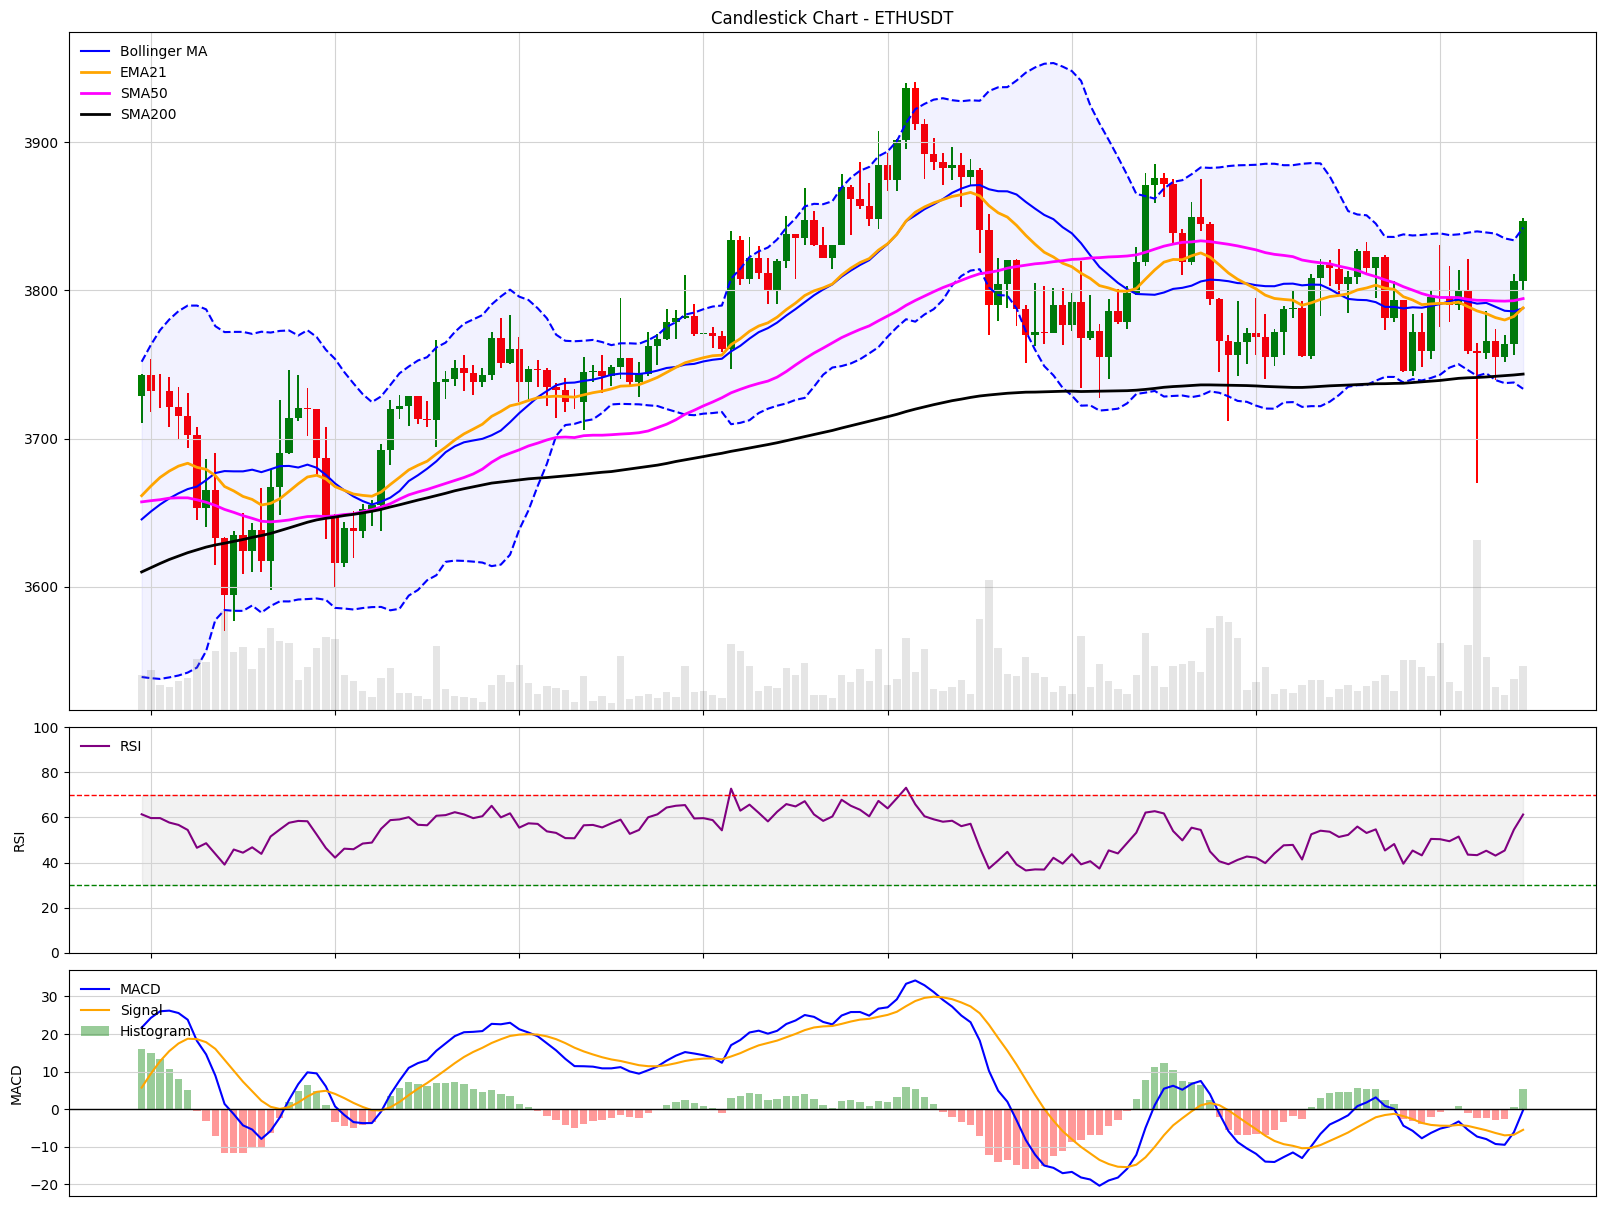 Candlestick Chart - ETHUSDT
Bollinger MA
EMA21
SMA50
SMA200
3900
3800
3700
3600
RSI
100
80
60
40
20
0
RSI
MACD
Signal
Histogram
30
20
10
0
−10
−20
MACD